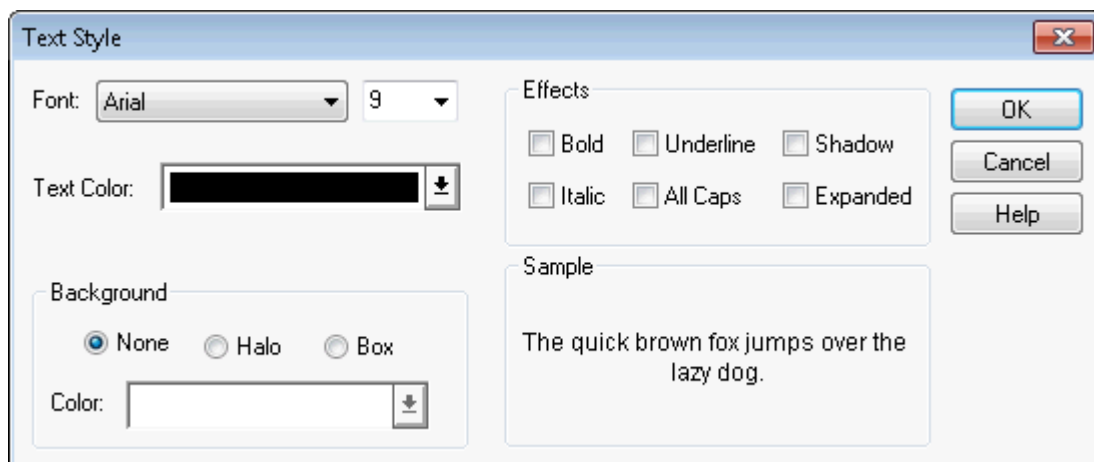 Text Style
Font: Arial 9
Text Color:
Background
None Halo Box
Color:
Effects
Bold Underline Shadow
Italic All Caps Expanded
Sample
The quick brown fox jumps over the
lazy dog.
OK
Cancel
Help